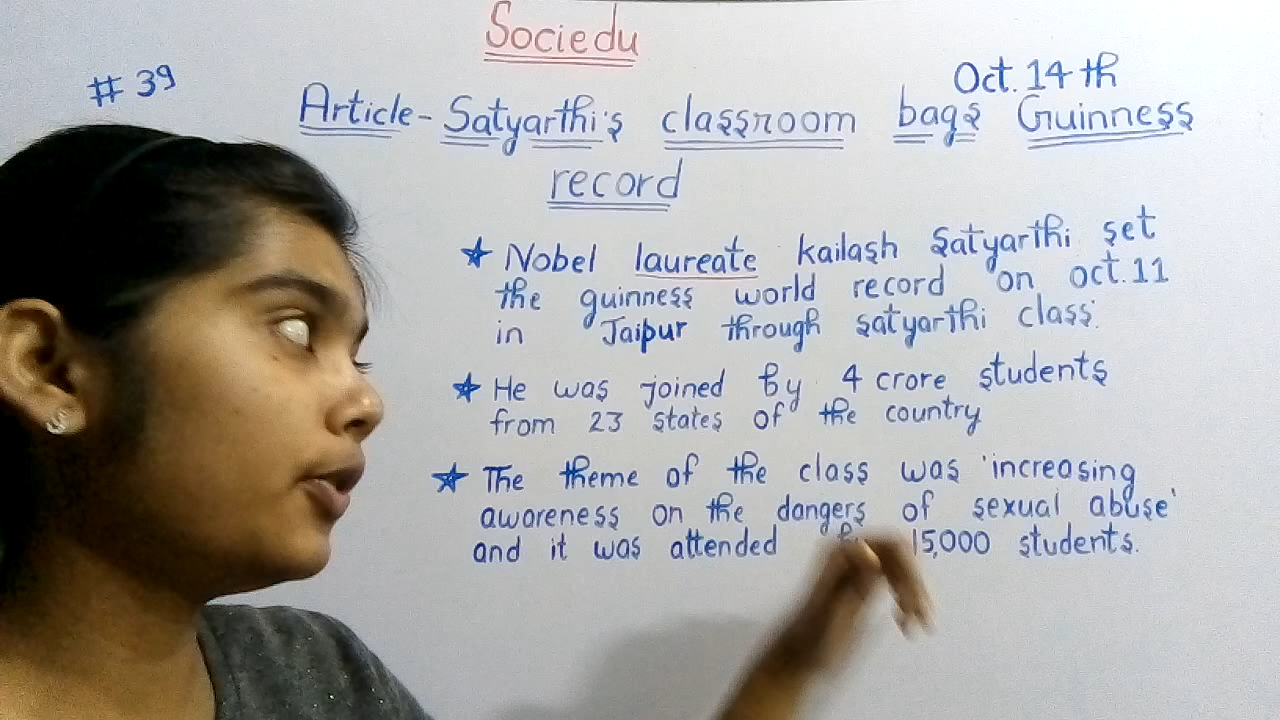 Sociedu
# 39
Oct. 14th
Article - Satyarthi's classroom bags Guinness
record
★ Nobel laureate kailash Satyarthi set
the guinness world record on oct. 11
in Jaipur through satyarthi class'.
★ He was joined by 4 crore students
from 23 states of the country
★ The theme of the class was 'increasing
awareness on the dangers of sexual abuse'
and it was attended 15,000 students.